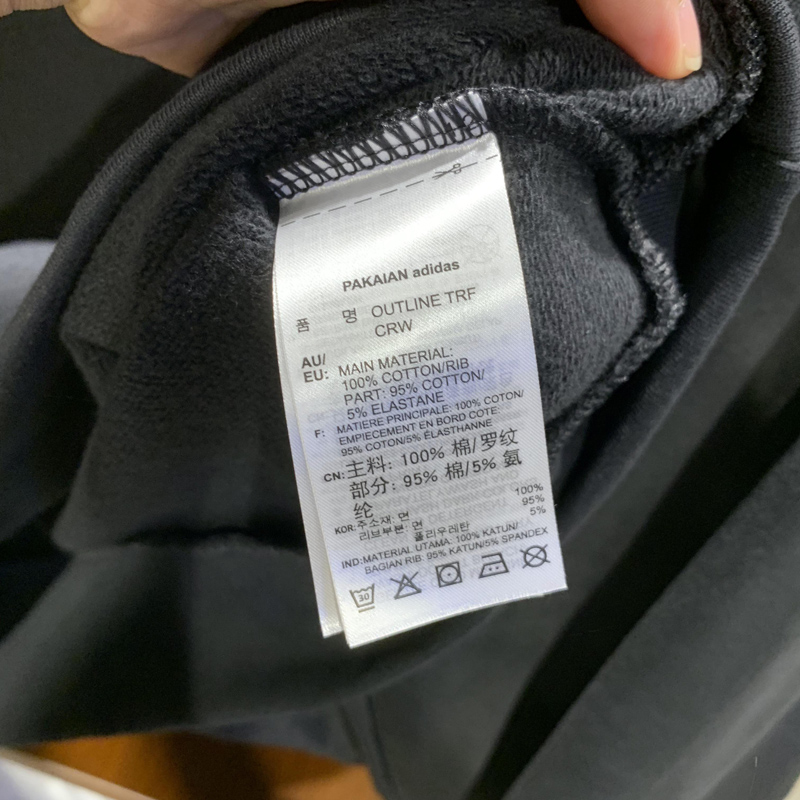 PAKAIAN adidas
품 명 OUTLINE TRF
CRW
AU/
EU: MAIN MATERIAL:
100% COTTON/RIB
PART: 95% COTTON/
5% ELASTANE
F: MATIERE PRINCIPALE: 100% COTON/
EMPIECEMENT EN BORD COTE:
95% COTON/5% ÉLASTHANNE
CN: 主料: 100% 棉/罗纹
部分: 95% 棉/5% 氨
纶
KOR: 주소재: 면 100%
리브부분: 면 95%
폴리우레탄 5%
IND: MATERIAL UTAMA: 100% KATUN/
BAGIAN RIB: 95% KATUN/5% SPANDEX
30